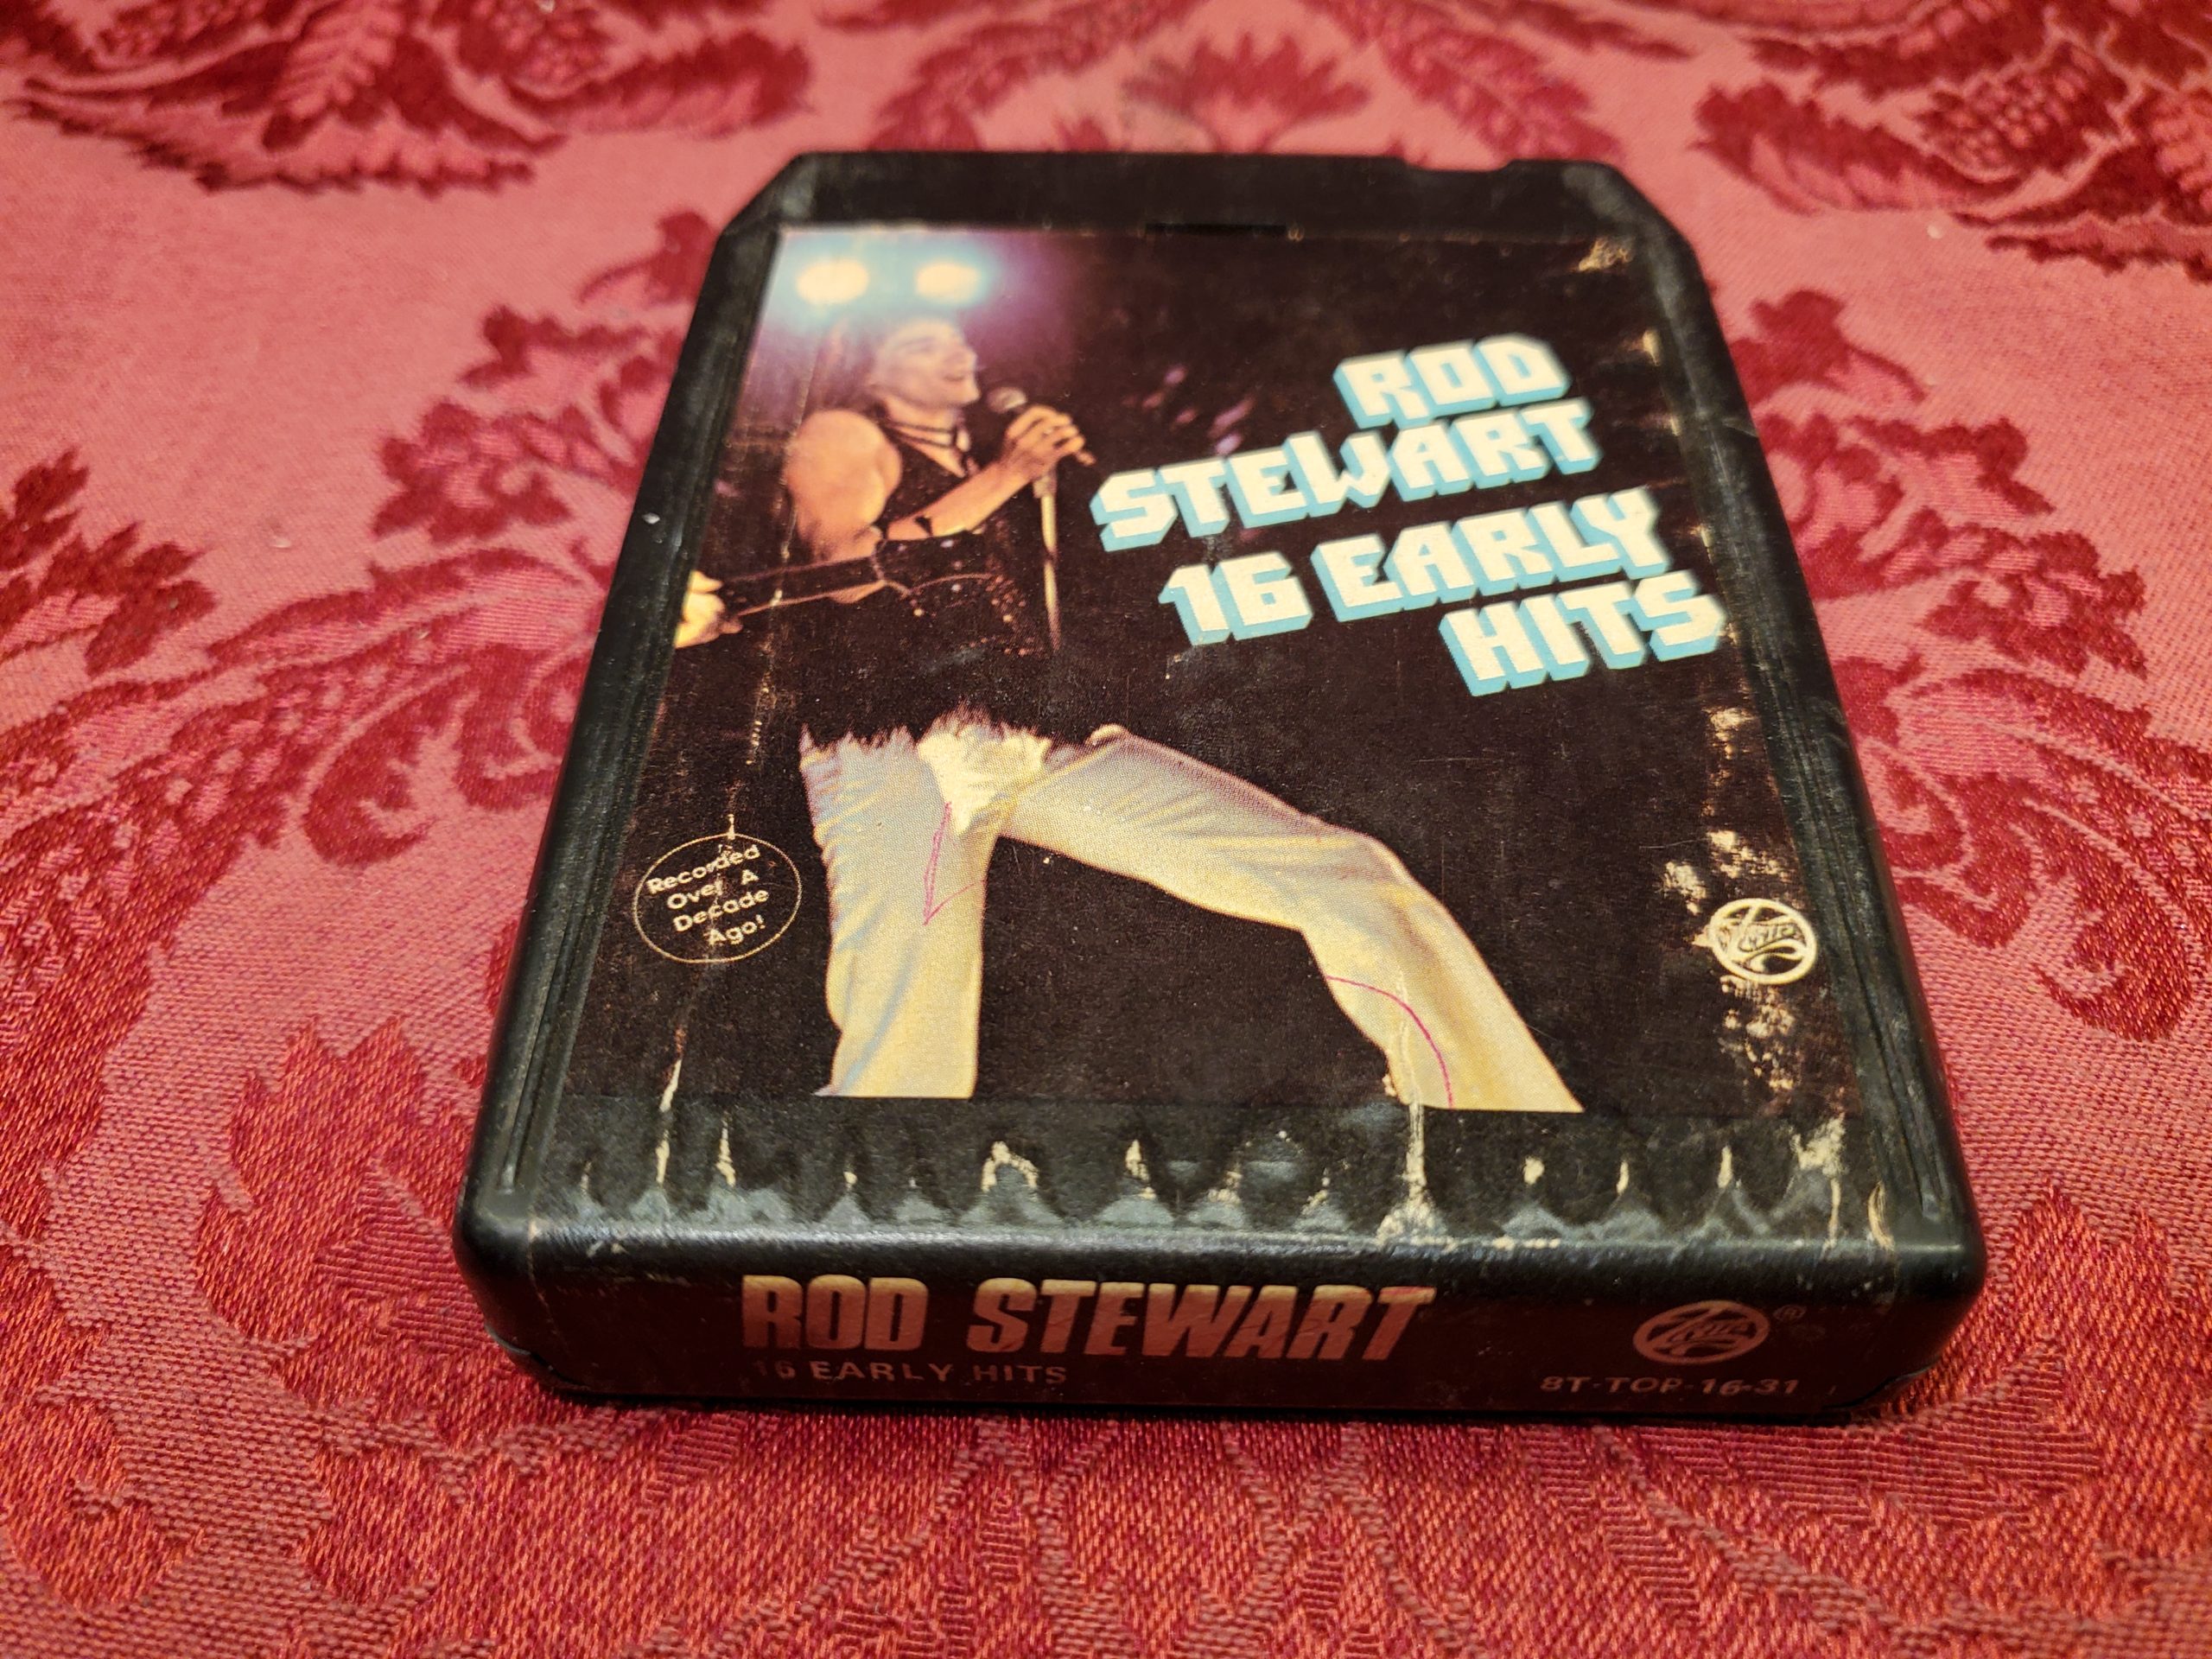 ROD
STEWART
16 EARLY
HITS
Recorded
Over A
Decade
Ago!
ROD STEWART
16 EARLY HITS
®
8T-TOP-16-31